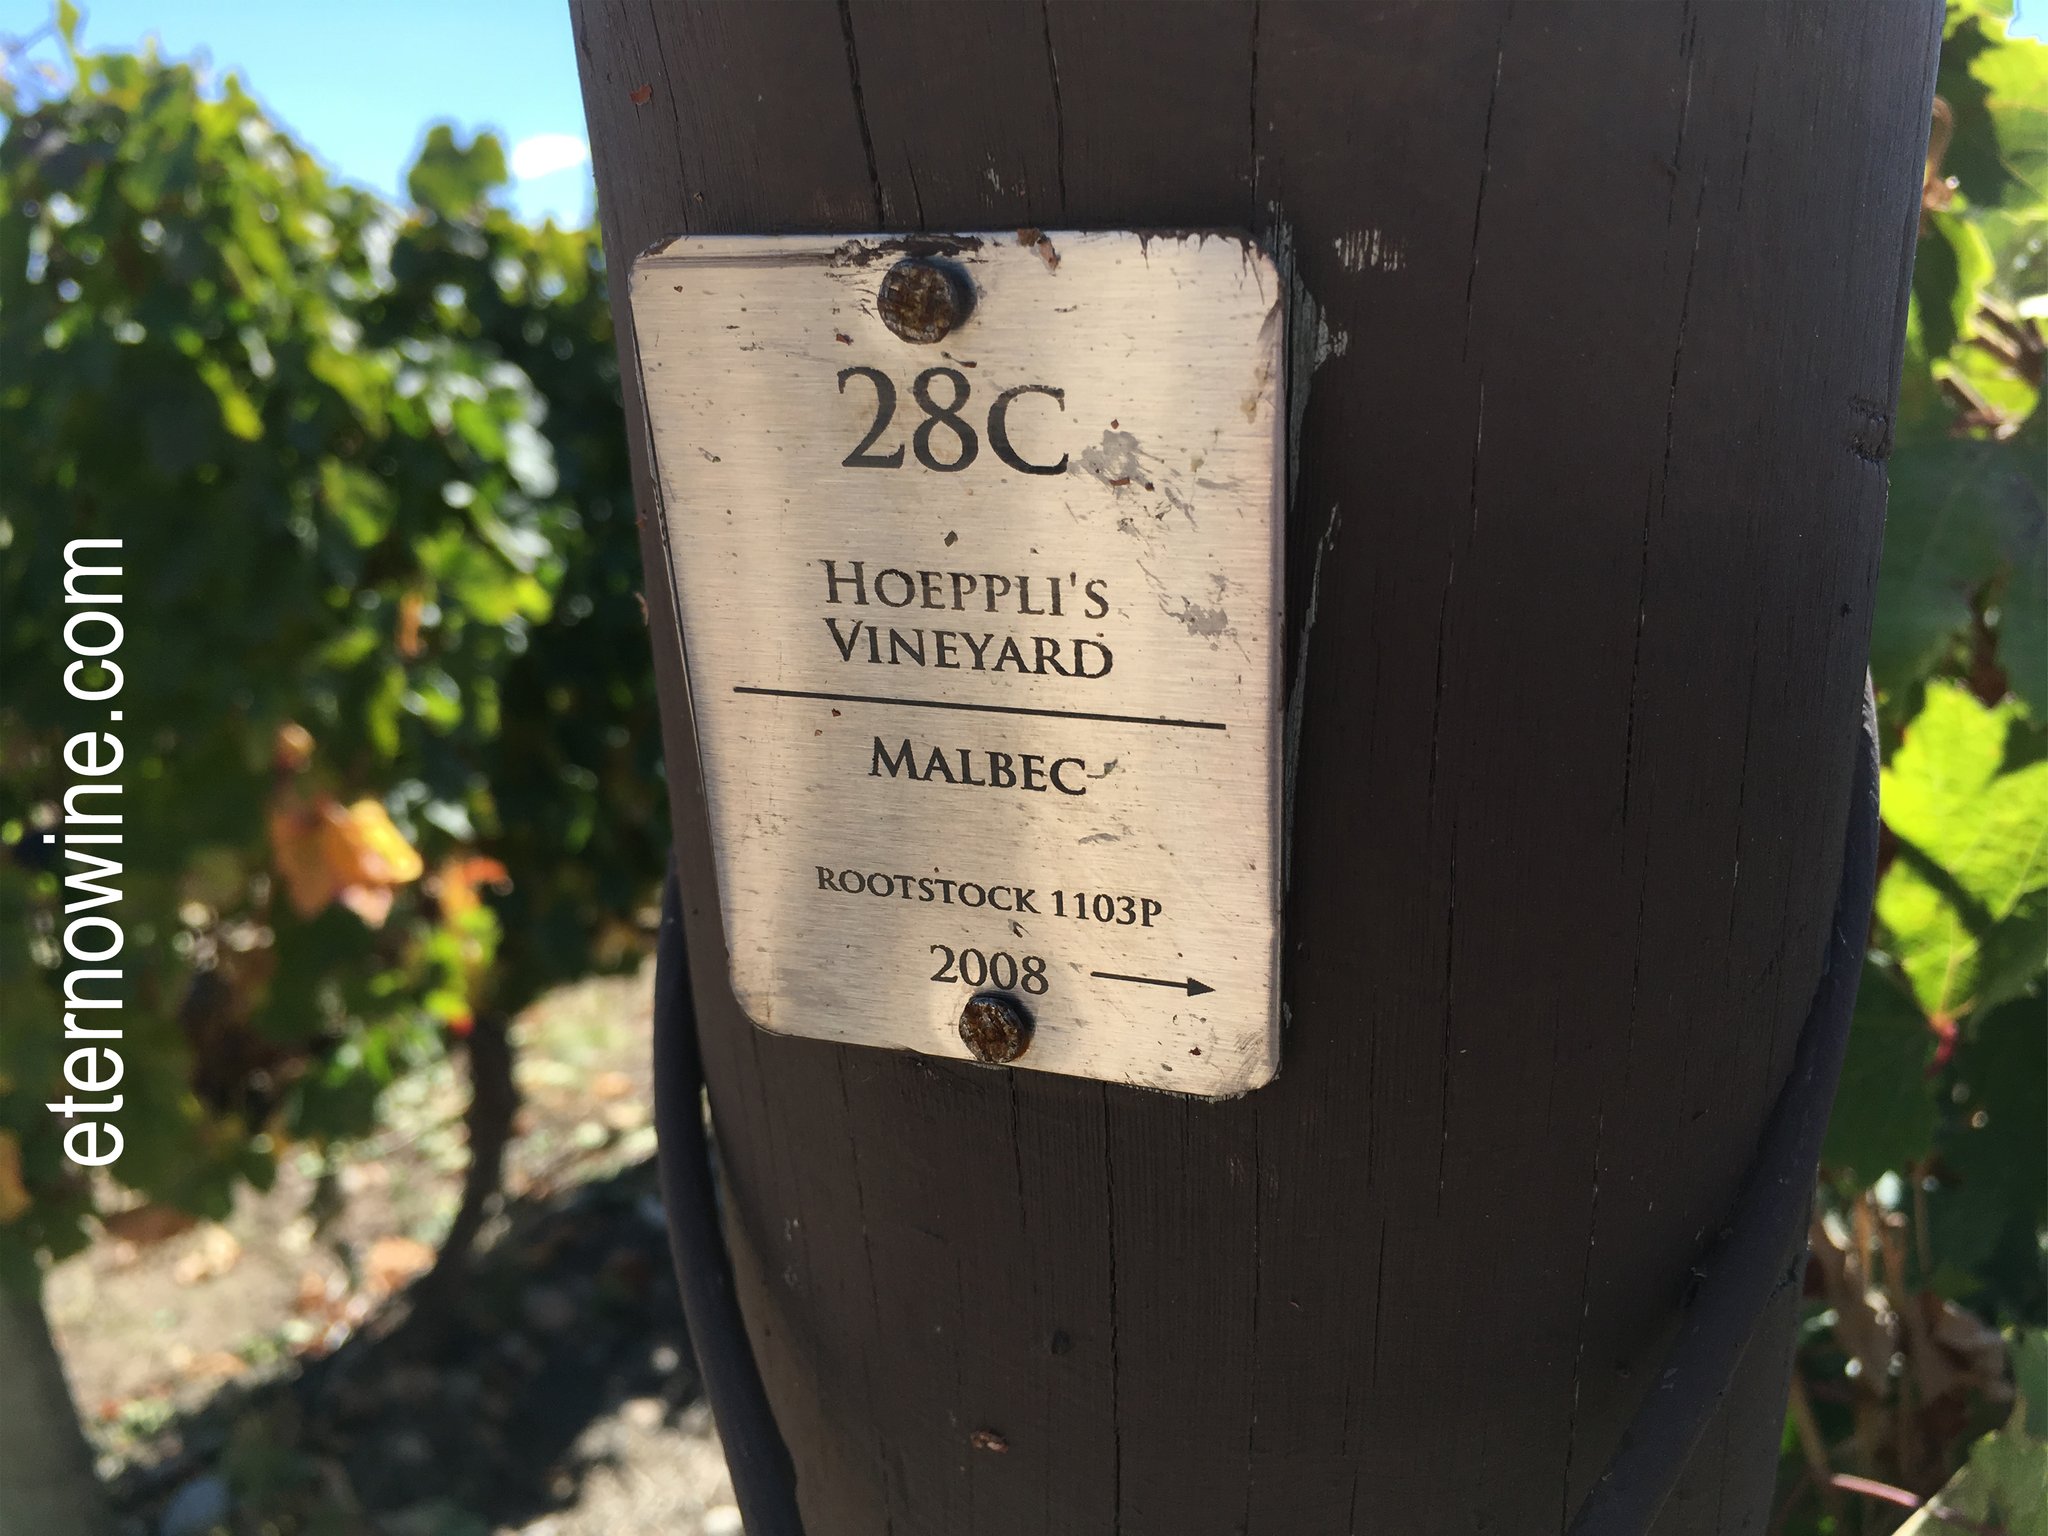 28C
HOEPPLI'S
VINEYARD
MALBEC
ROOTSTOCK 1103P
2008 →
eternowine.com